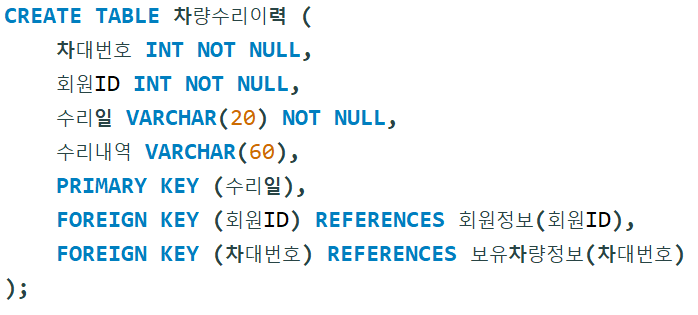 CREATE TABLE 차량수리이력 (
차대번호 INT NOT NULL,
회원ID INT NOT NULL,
수리일 VARCHAR(20) NOT NULL,
수리내역 VARCHAR(60),
PRIMARY KEY (수리일),
FOREIGN KEY (회원ID) REFERENCES 회원정보(회원ID),
FOREIGN KEY (차대번호) REFERENCES 보유차량정보(차대번호)
);